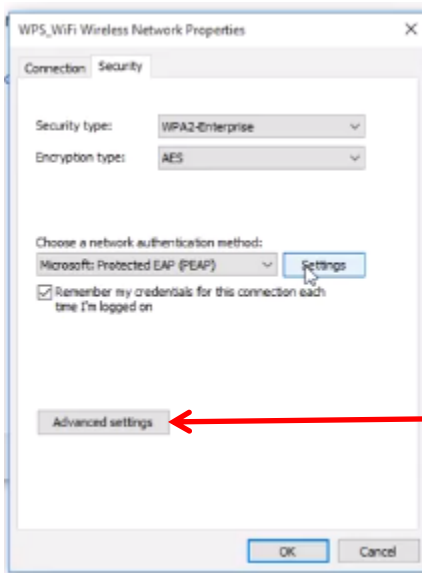 WPS_WiFi Wireless Network Properties
Connection Security
Security type: WPA2-Enterprise
Encryption type: AES
Choose a network authentication method:
Microsoft: Protected EAP (PEAP) Settings
Remember my credentials for this connection each
time I'm logged on
Advanced settings
OK Cancel